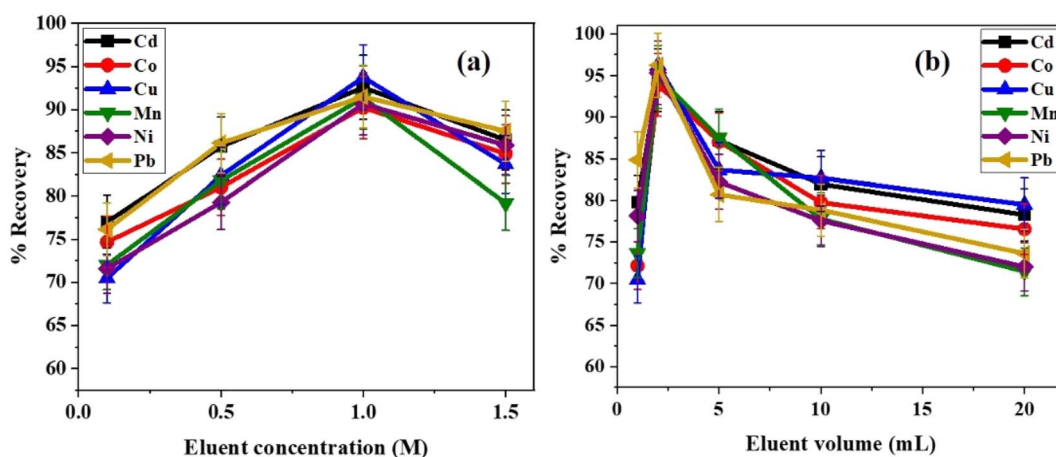 100
95
90
85
80
75
70
65
60
% Recovery
Cd
Co
Cu
Mn
Ni
Pb
(a)
0.0
0.5
1.0
1.5
Eluent concentration (M)
100
95
90
85
80
75
70
65
60
% Recovery
(b)
Cd
Co
Cu
Mn
Ni
Pb
0
5
10
15
20
Eluent volume (mL)